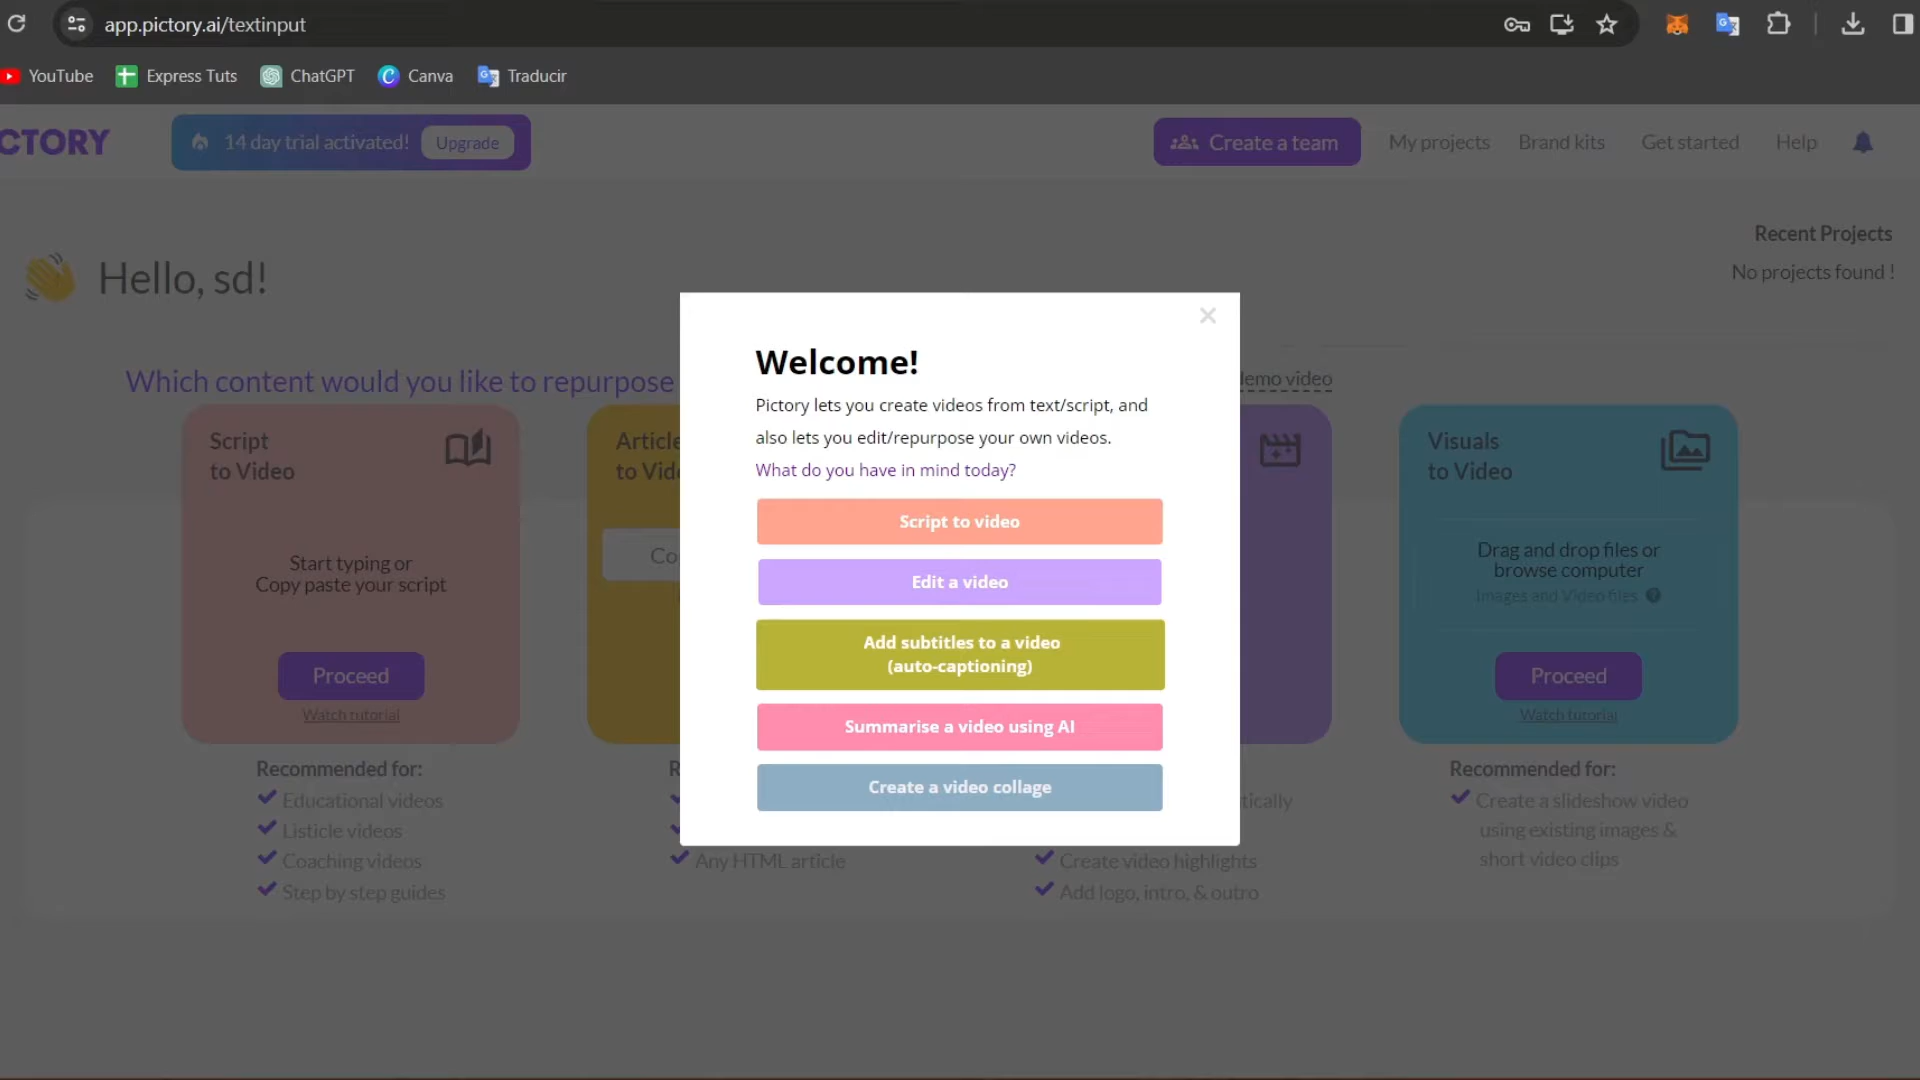 app.pictory.ai/textinput
YouTube
Express Tuts
ChatGPT
Canva
Traducir
CTORY
14 day trial activated!
Upgrade
Create a team
My projects
Brand kits
Get started
Help
Recent Projects
No projects found !
Hello, sd!
Which content would you like to repurpose
demo video
Script
to Video
Start typing or
Copy paste your script
Proceed
Watch tutorial
Recommended for:
Educational videos
Listicle videos
Coaching videos
Step by step guides
Article
Any HTML article
Welcome!
Pictory lets you create videos from text/script, and
also lets you edit/repurpose your own videos.
What do you have in mind today?
Script to video
Edit a video
Add subtitles to a video
(auto-captioning)
Summarise a video using AI
Create a video collage
Create video highlights
Add logo, intro, & outro
Visuals
to Video
Drag and drop files or
browse computer
Images and Video files
Proceed
Watch tutorial
Recommended for:
Create a slideshow video
using existing images &
short video clips